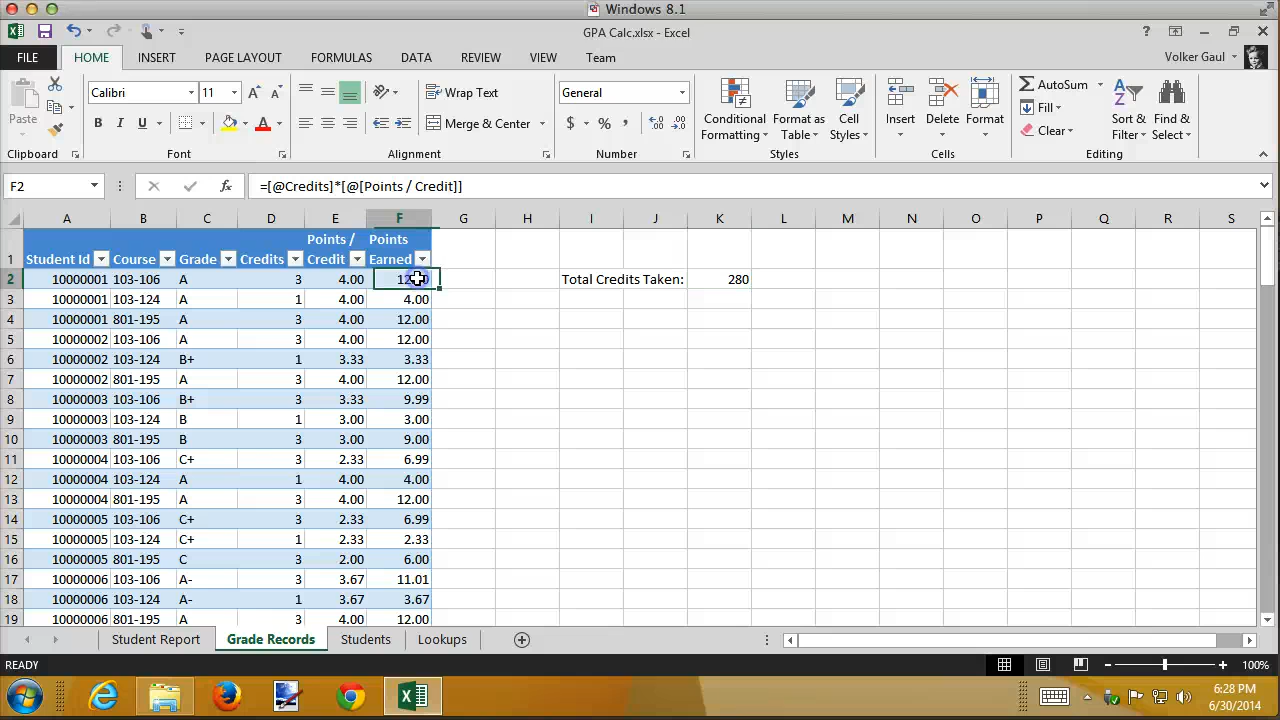 Windows 8.1
GPA Calc.xlsx - Excel
?
FILE HOME INSERT PAGE LAYOUT FORMULAS DATA REVIEW VIEW Team Volker Gaul
Paste
Calibri 11 A A
B I U A
Wrap Text
Merge & Center
General
$ % ,
Conditional Formatting
Format as Table
Cell Styles
Insert Delete Format
AutoSum
Fill
Clear
Sort & Filter
Find & Select
Clipboard Font Alignment Number Styles Cells Editing
F2 fx =[@Credits]*[@[Points / Credit]]
A B C D E F G H I J K L M N O P Q R S
Points / Points
1 Student Id Course Grade Credits Credit Earned
2 10000001 103-106 A 3 4.00 Total Credits Taken: 280
3 10000001 103-124 A 1 4.00 4.00
4 10000001 801-195 A 3 4.00 12.00
5 10000002 103-106 A 3 4.00 12.00
6 10000002 103-124 B+ 1 3.33 3.33
7 10000002 801-195 A 3 4.00 12.00
8 10000003 103-106 B+ 3 3.33 9.99
9 10000003 103-124 B 1 3.00 3.00
10 10000003 801-195 B 3 3.00 9.00
11 10000004 103-106 C+ 3 2.33 6.99
12 10000004 103-124 A 1 4.00 4.00
13 10000004 801-195 A 3 4.00 12.00
14 10000005 103-106 C+ 3 2.33 6.99
15 10000005 103-124 C+ 1 2.33 2.33
16 10000005 801-195 C 3 2.00 6.00
17 10000006 103-106 A- 3 3.67 11.01
18 10000006 103-124 A- 1 3.67 3.67
19 10000006 801-195 A 3 4.00 12.00
Student Report Grade Records Students Lookups
READY 100%
6:28 PM
6/30/2014